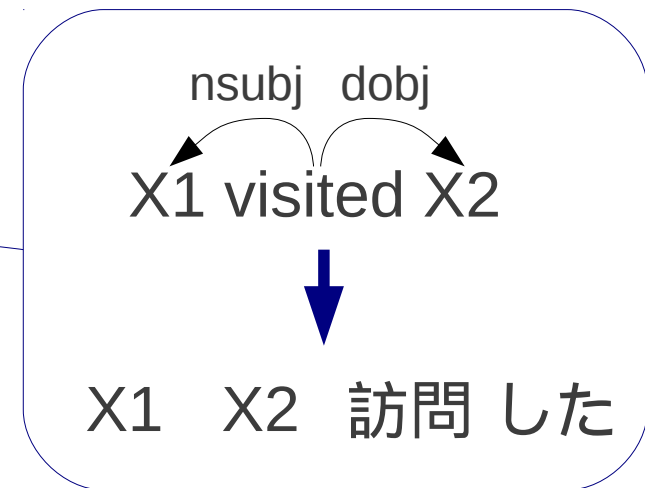 nsubj dobj
X1 visited X2
X1 X2 訪問 した